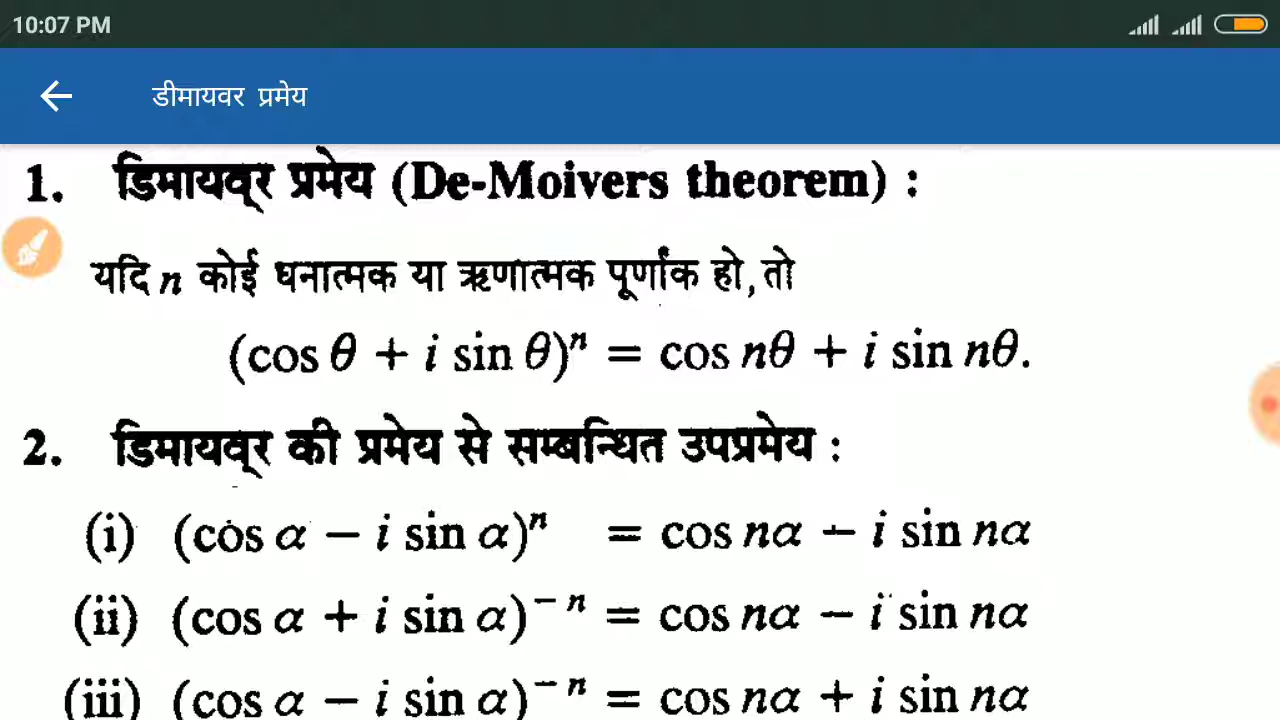 10:07 PM
डीमायवर प्रमेय
1. डिमायव्र प्रमेय (De-Moivers theorem) :
यदि n कोई धनात्मक या ऋणात्मक पूर्णांक हो, तो
(cos θ + i sin θ)ⁿ = cos nθ + i sin nθ.
2. डिमायव्र की प्रमेय से सम्बन्धित उपप्रमेय :
(i) (cos α − i sin α)ⁿ = cos nα − i sin nα
(ii) (cos α + i sin α)⁻ⁿ = cos nα − i sin nα
(iii) (cos α − i sin α)⁻ⁿ = cos nα + i sin nα